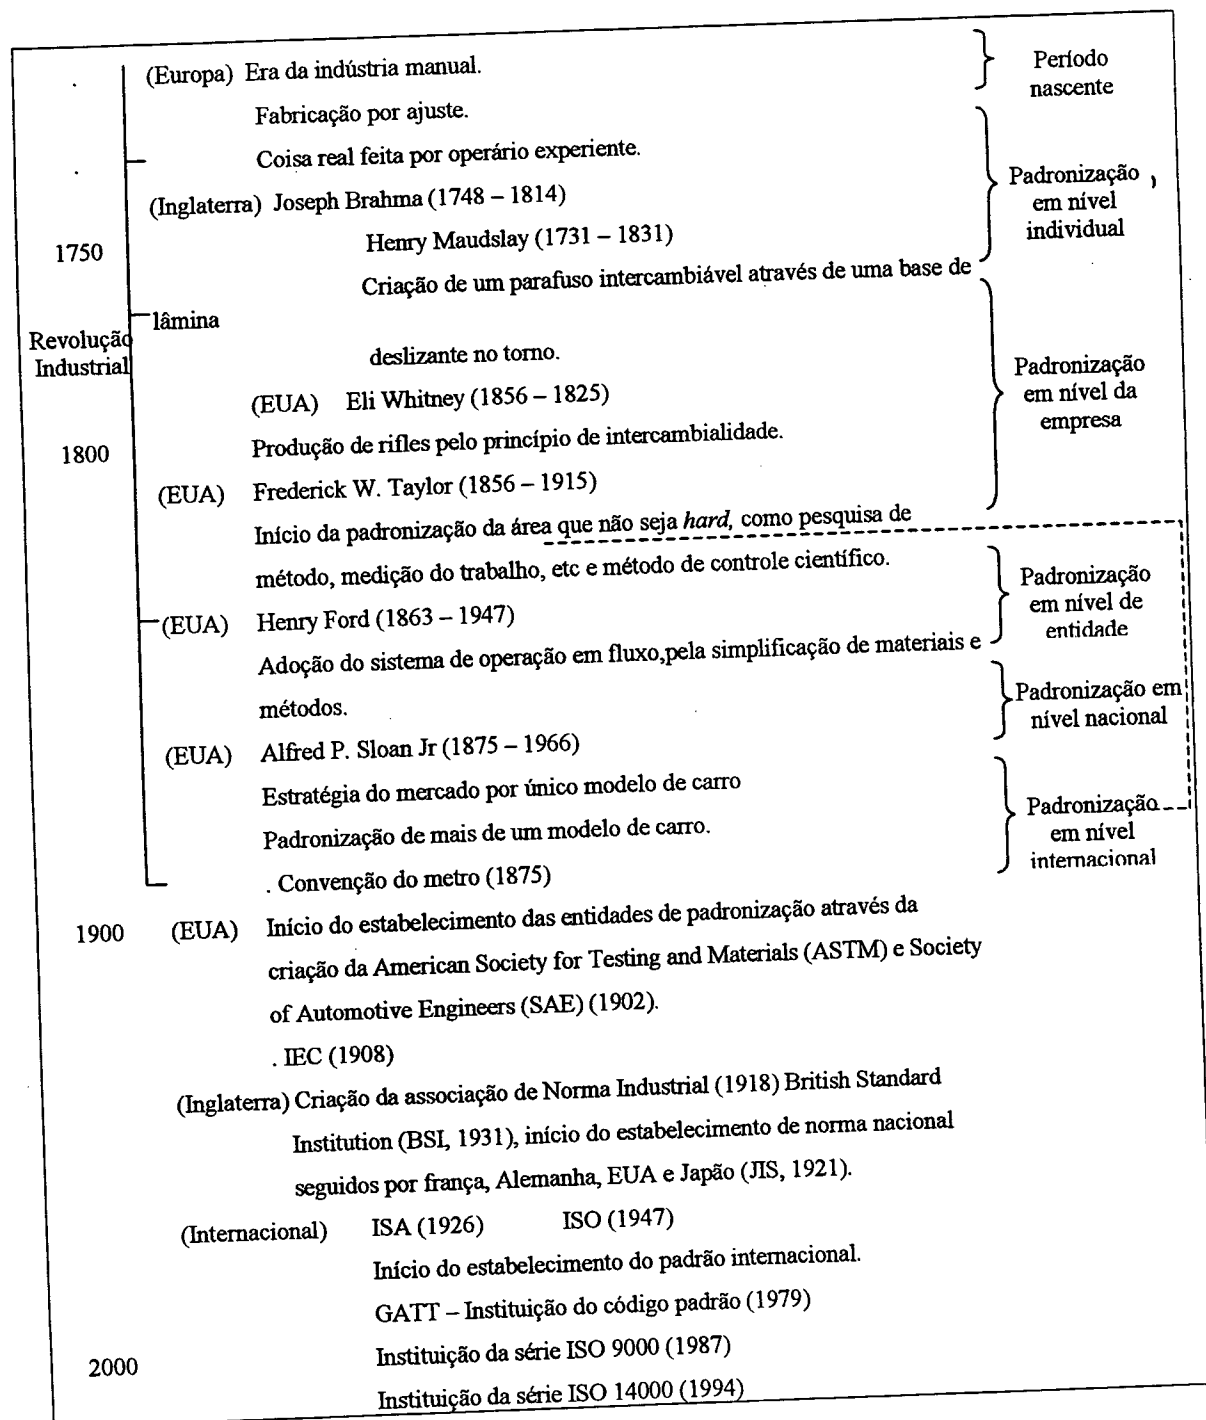 (Europa) Era da indústria manual.
Período
nascente
Fabricação por ajuste.
Coisa real feita por operário experiente.
Padronização ,
em nível
individual
(Inglaterra) Joseph Brahma (1748 – 1814)
1750
Henry Maudslay (1731 – 1831)
Criação de um parafuso intercambiável através de uma base de
lâmina
Revolução
Industrial
deslizante no torno.
Padronização
em nível da
empresa
(EUA) Eli Whitney (1856 – 1825)
1800
Produção de rifles pelo princípio de intercambialidade.
(EUA) Frederick W. Taylor (1856 – 1915)
Início da padronização da área que não seja hard, como pesquisa de
método, medição do trabalho, etc e método de controle científico.
Padronização
em nível de
entidade
(EUA) Henry Ford (1863 – 1947)
Adoção do sistema de operação em fluxo,pela simplificação de materiais e
métodos.
Padronização em
nível nacional
(EUA) Alfred P. Sloan Jr (1875 – 1966)
Estratégia do mercado por único modelo de carro
Padronização de mais de um modelo de carro.
Padronização
em nível
internacional
. Convenção do metro (1875)
1900 (EUA) Início do estabelecimento das entidades de padronização através da
criação da American Society for Testing and Materials (ASTM) e Society
of Automotive Engineers (SAE) (1902).
. IEC (1908)
(Inglaterra) Criação da associação de Norma Industrial (1918) British Standard
Institution (BSI, 1931), início do estabelecimento de norma nacional
seguidos por frança, Alemanha, EUA e Japão (JIS, 1921).
(Internacional) ISA (1926) ISO (1947)
Início do estabelecimento do padrão internacional.
GATT – Instituição do código padrão (1979)
2000
Instituição da série ISO 9000 (1987)
Instituição da série ISO 14000 (1994)